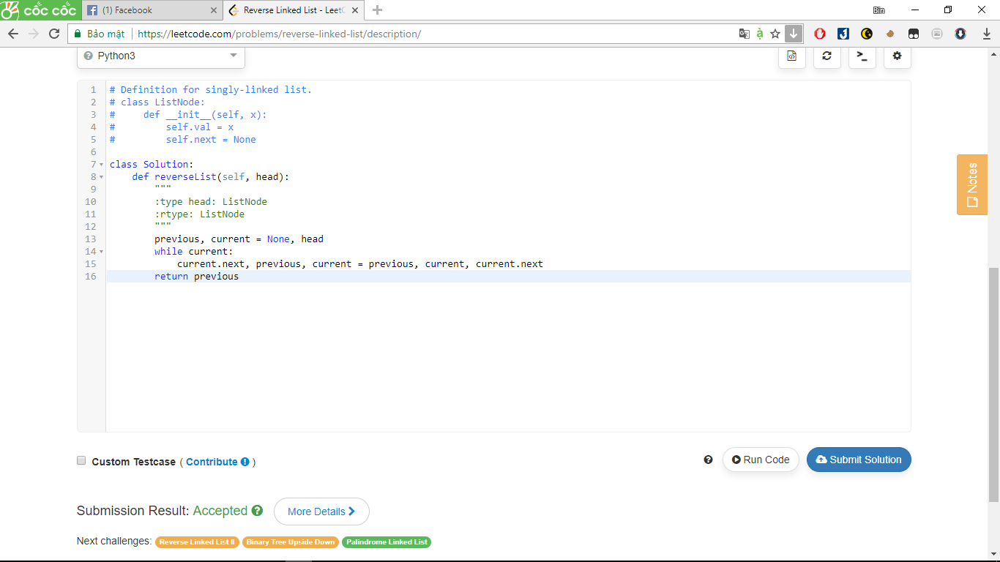 cốc cốc
(1) Facebook
Reverse Linked List - Leet
Bin
Bảo mật
https://leetcode.com/problems/reverse-linked-list/description/
Python3
1 # Definition for singly-linked list.
2 # class ListNode:
3 #     def __init__(self, x):
4 #         self.val = x
5 #         self.next = None
6
7 class Solution:
8     def reverseList(self, head):
9         """
10         :type head: ListNode
11         :rtype: ListNode
12         """
13         previous, current = None, head
14         while current:
15             current.next, previous, current = previous, current, current.next
16         return previous
Notes
Custom Testcase ( Contribute )
Run Code
Submit Solution
Submission Result: Accepted
More Details
Next challenges: Reverse Linked List II Binary Tree Upside Down Palindrome Linked List